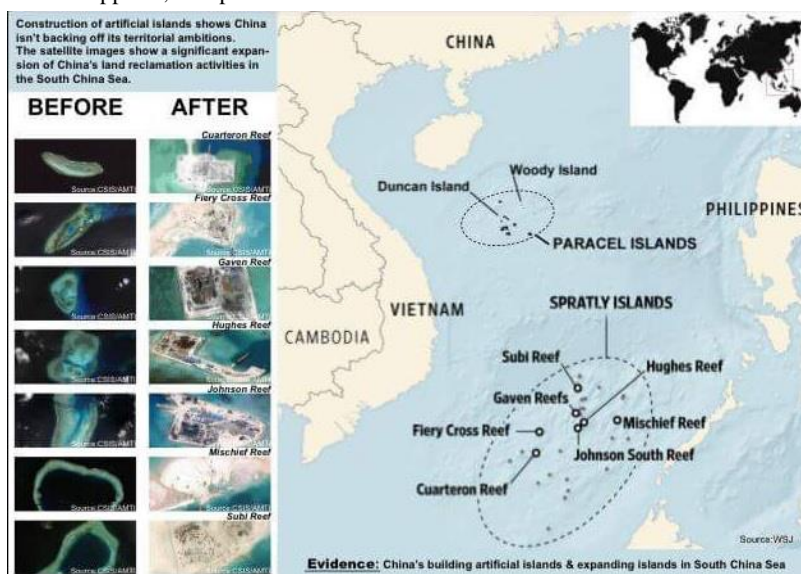 Construction of artificial islands shows China
isn't backing off its territorial ambitions.
The satellite images show a significant expan-
sion of China's land reclamation activities in
the South China Sea.
BEFORE AFTER
Cuarteron Reef
Source:CSIS/AMTI Source:CSIS/AMTI
Fiery Cross Reef
Source:CSIS/AMTI Source:CSIS/AMTI
Gaven Reef
Source:CSIS/AMTI Source:CSIS/AMTI
Hughes Reef
Source:CSIS/AMTI Source:CSIS/AMTI
Johnson Reef
Source:CSIS/AMTI Source:CSIS/AMTI
Mischief Reef
Source:CSIS/AMTI Source:CSIS/AMTI
Subi Reef
Source:CSIS/AMTI Source:CSIS/AMTI
CHINA
Woody Island
Duncan Island
PHILIPPINES
PARACEL ISLANDS
VIETNAM
SPRATLY ISLANDS
CAMBODIA
Subi Reef
Hughes Reef
Gaven Reefs
Mischief Reef
Fiery Cross Reef
Johnson South Reef
Cuarteron Reef
Source:WSJ
Evidence: China's building artificial islands & expanding islands in South China Sea